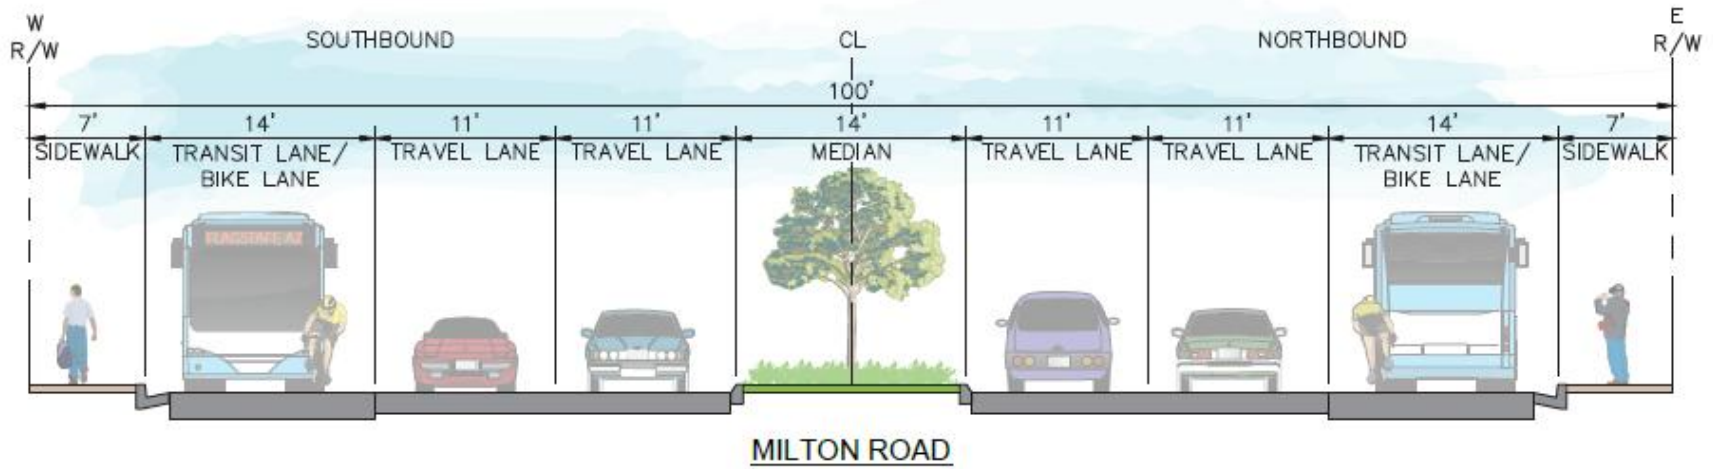 W
R/W
SOUTHBOUND
CL
NORTHBOUND
E
R/W
100'
7'
14'
11'
11'
14'
11'
11'
14'
7'
SIDEWALK
TRANSIT LANE/
BIKE LANE
TRAVEL LANE
TRAVEL LANE
MEDIAN
TRAVEL LANE
TRAVEL LANE
TRANSIT LANE/
BIKE LANE
SIDEWALK
MILTON ROAD